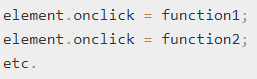 element.onclick = function1;
element.onclick = function2;
etc.